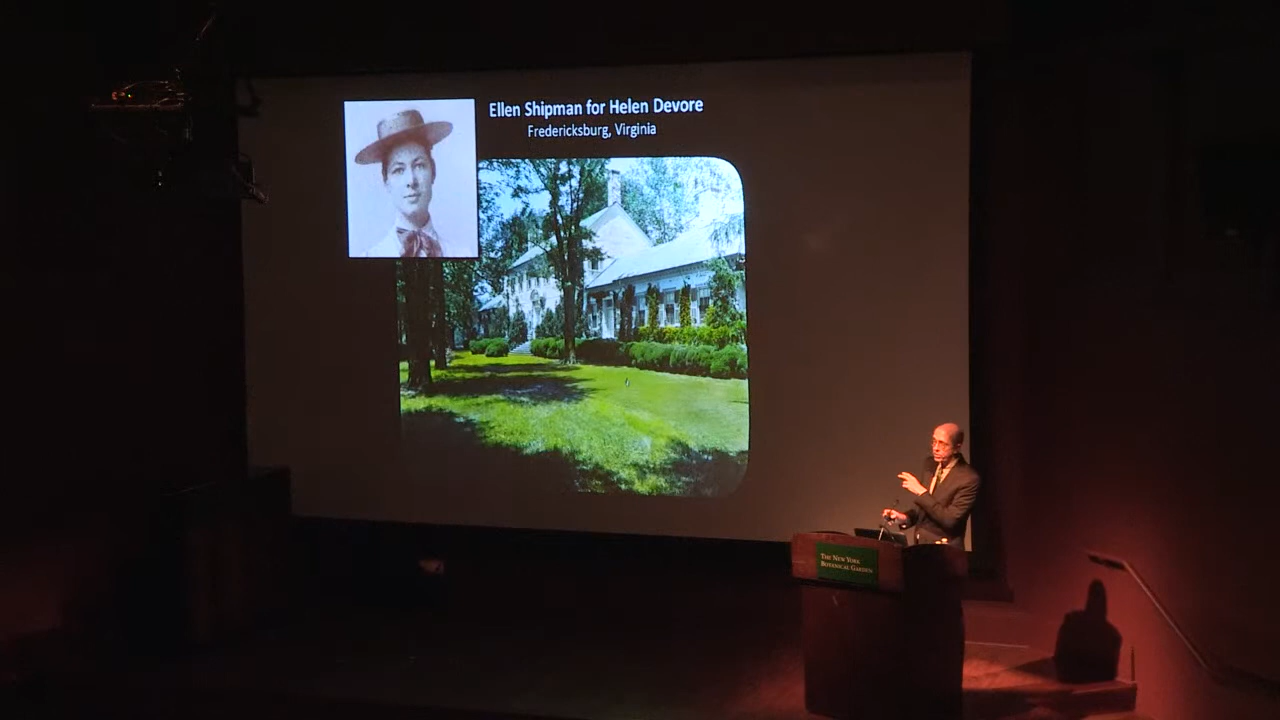 Ellen Shipman for Helen Devore
Fredericksburg, Virginia
THE NEW YORK
BOTANICAL GARDEN